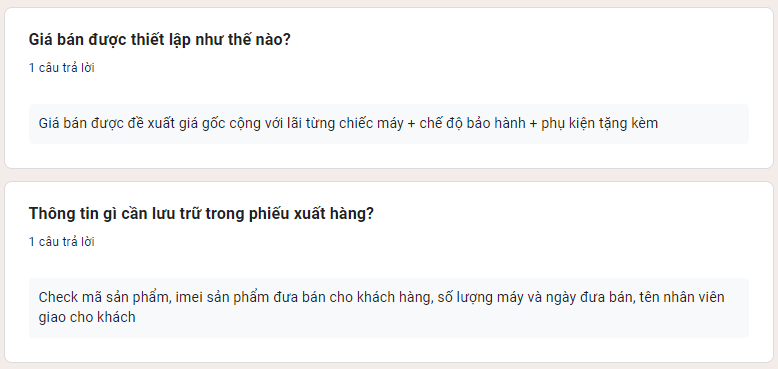 Giá bán được thiết lập như thế nào?
1 câu trả lời
Giá bán được đề xuất giá gốc cộng với lãi từng chiếc máy + chế độ bảo hành + phụ kiện tặng kèm
Thông tin gì cần lưu trữ trong phiếu xuất hàng?
1 câu trả lời
Check mã sản phẩm, imei sản phẩm đưa bán cho khách hàng, số lượng máy và ngày đưa bán, tên nhân viên
giao cho khách